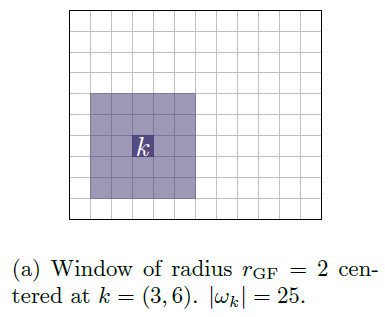 k
(a) Window of radius r_GF = 2 cen-
tered at k = (3, 6). |ω_k| = 25.